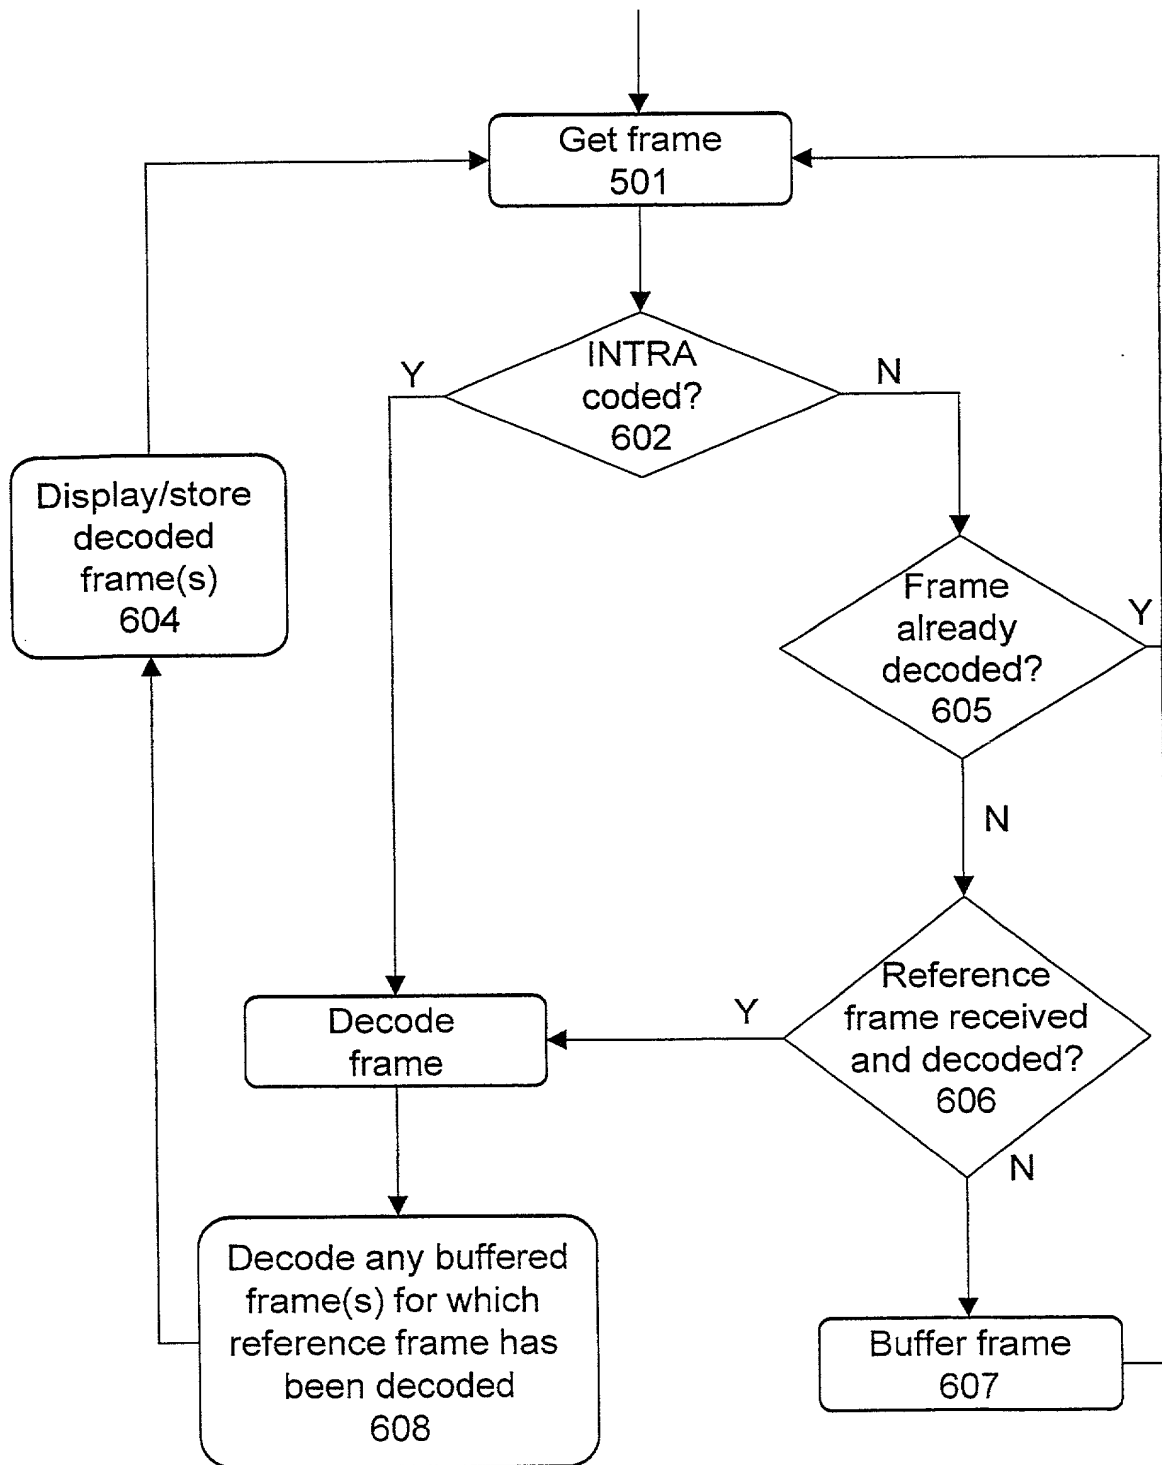 Get frame
501
INTRA
coded?
602
Y
N
Display/store
decoded
frame(s)
604
Frame
already
decoded?
605
Y
N
Reference
frame received
and decoded?
606
Y
N
Decode
frame
Decode any buffered
frame(s) for which
reference frame has
been decoded
608
Buffer frame
607